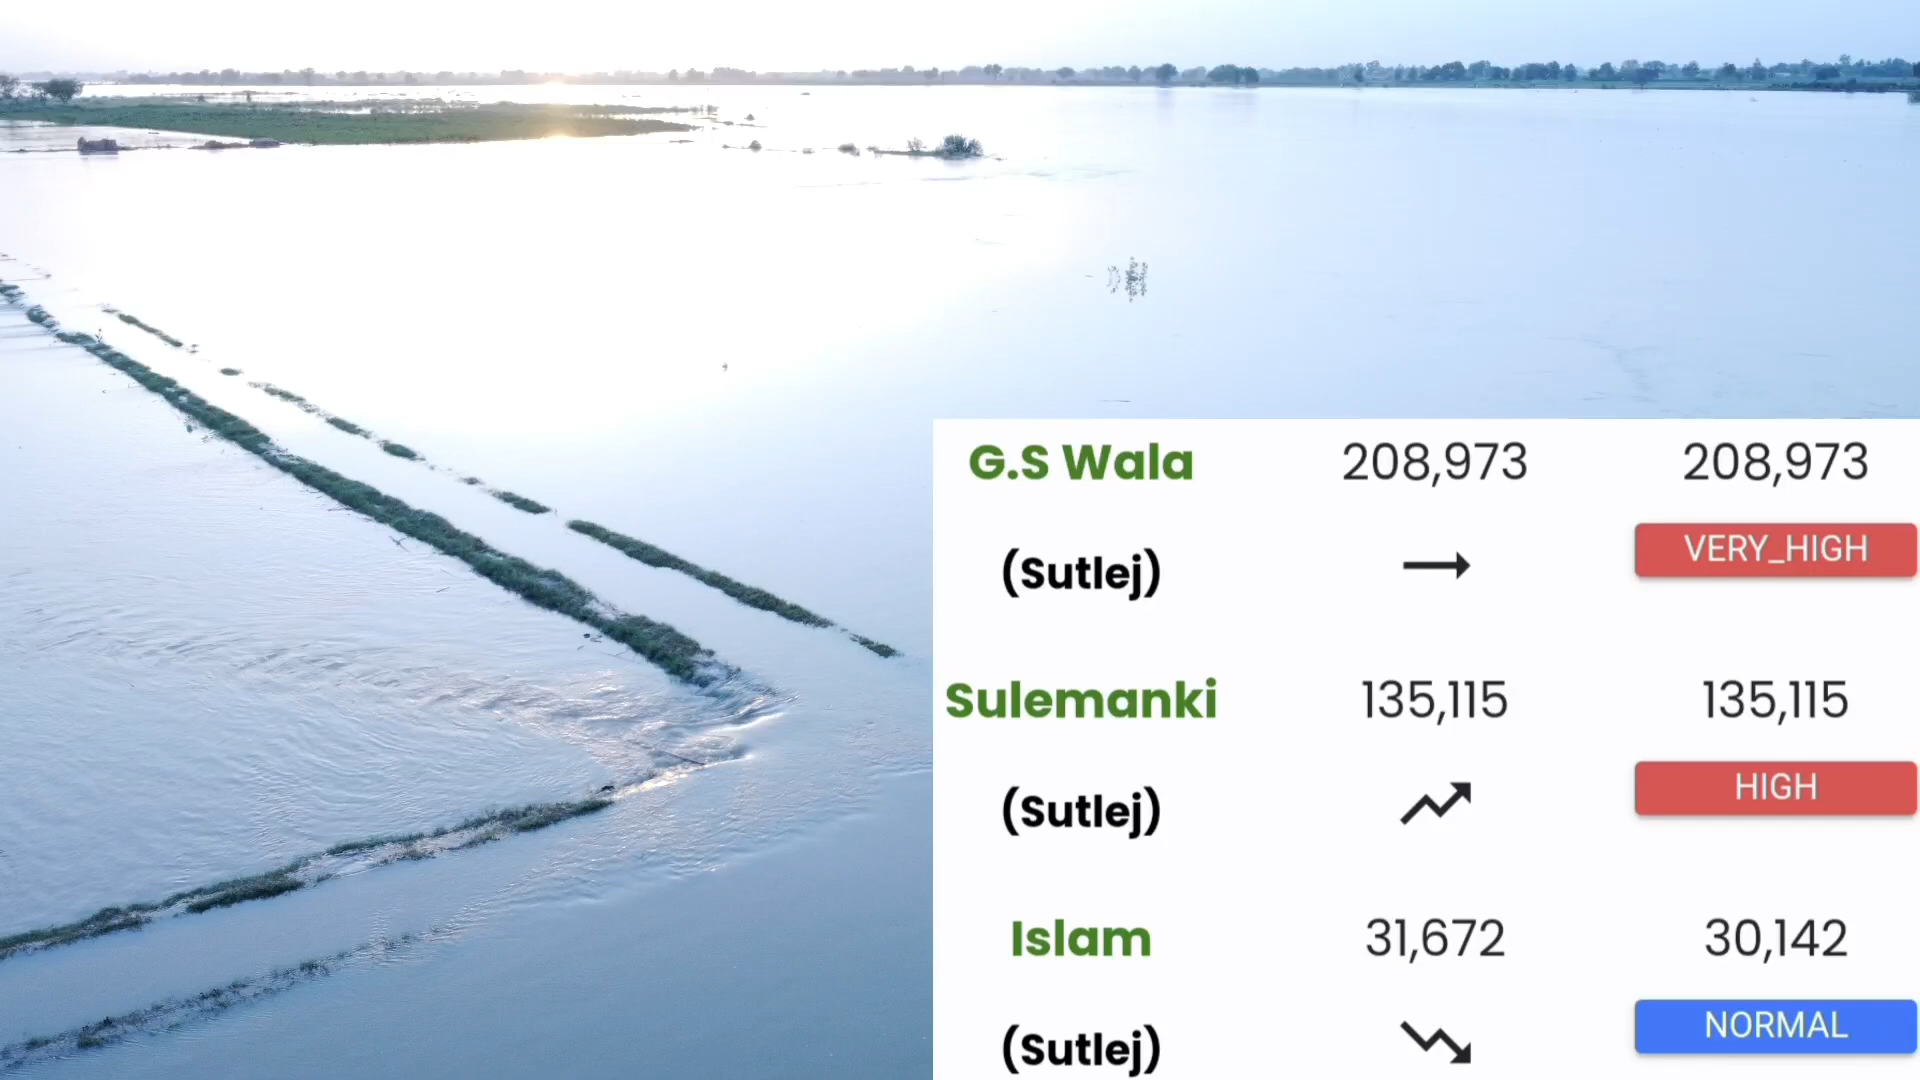 G.S Wala 208,973 208,973
(Sutlej) VERY_HIGH
Sulemanki 135,115 135,115
(Sutlej) HIGH
Islam 31,672 30,142
(Sutlej) NORMAL